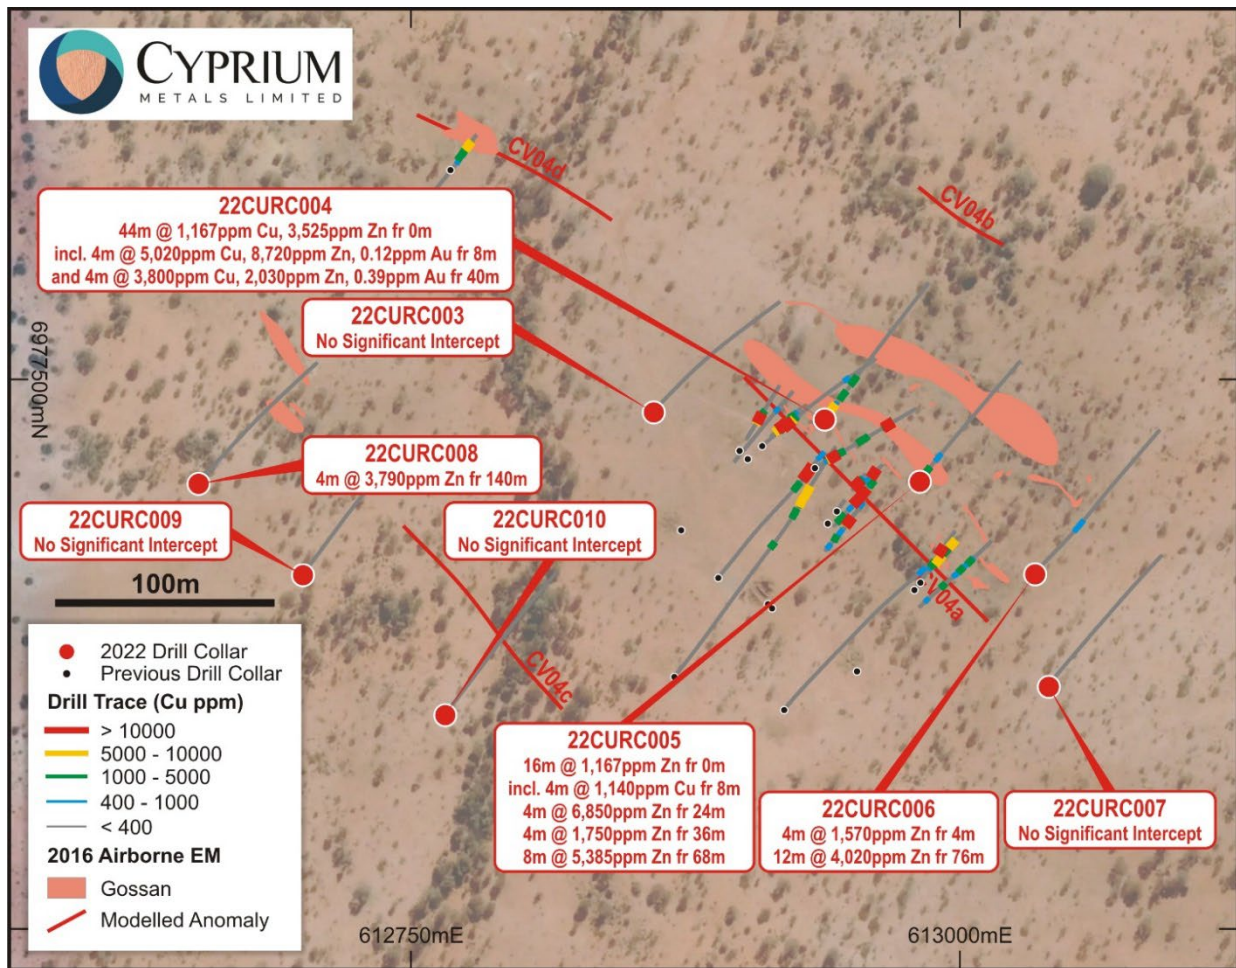 CYPRIUM
METALS LIMITED
CV04d
CV04b
22CURC004
44m @ 1,167ppm Cu, 3,525ppm Zn fr 0m
incl. 4m @ 5,020ppm Cu, 8,720ppm Zn, 0.12ppm Au fr 8m
and 4m @ 3,800ppm Cu, 2,030ppm Zn, 0.39ppm Au fr 40m
22CURC003
No Significant Intercept
6977500mN
22CURC008
4m @ 3,790ppm Zn fr 140m
22CURC009
No Significant Intercept
22CURC010
No Significant Intercept
100m
V04a
CV04c
2022 Drill Collar
Previous Drill Collar
Drill Trace (Cu ppm)
> 10000
5000 - 10000
1000 - 5000
400 - 1000
< 400
2016 Airborne EM
Gossan
Modelled Anomaly
22CURC005
16m @ 1,167ppm Zn fr 0m
incl. 4m @ 1,140ppm Cu fr 8m
4m @ 6,850ppm Zn fr 24m
4m @ 1,750ppm Zn fr 36m
8m @ 5,385ppm Zn fr 68m
22CURC006
4m @ 1,570ppm Zn fr 4m
12m @ 4,020ppm Zn fr 76m
22CURC007
No Significant Intercept
612750mE
613000mE